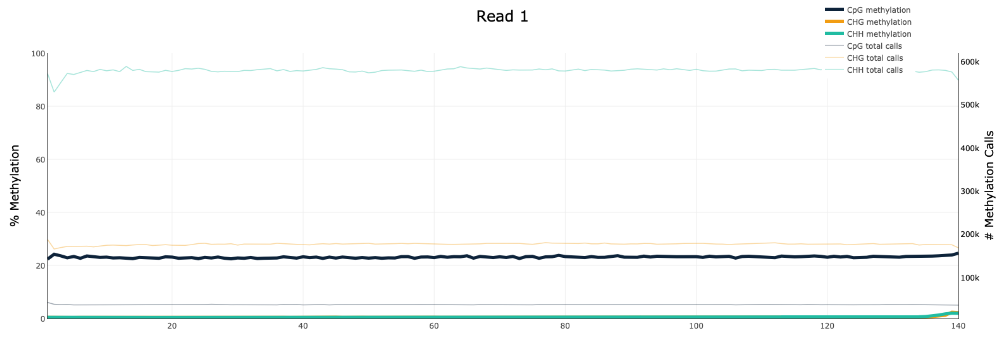 Read 1
CpG methylation
CHG methylation
CHH methylation
CpG total calls
CHG total calls
CHH total calls
% Methylation
100
80
60
40
20
0
600k
500k
400k
300k
200k
100k
# Methylation Calls
20
40
60
80
100
120
140